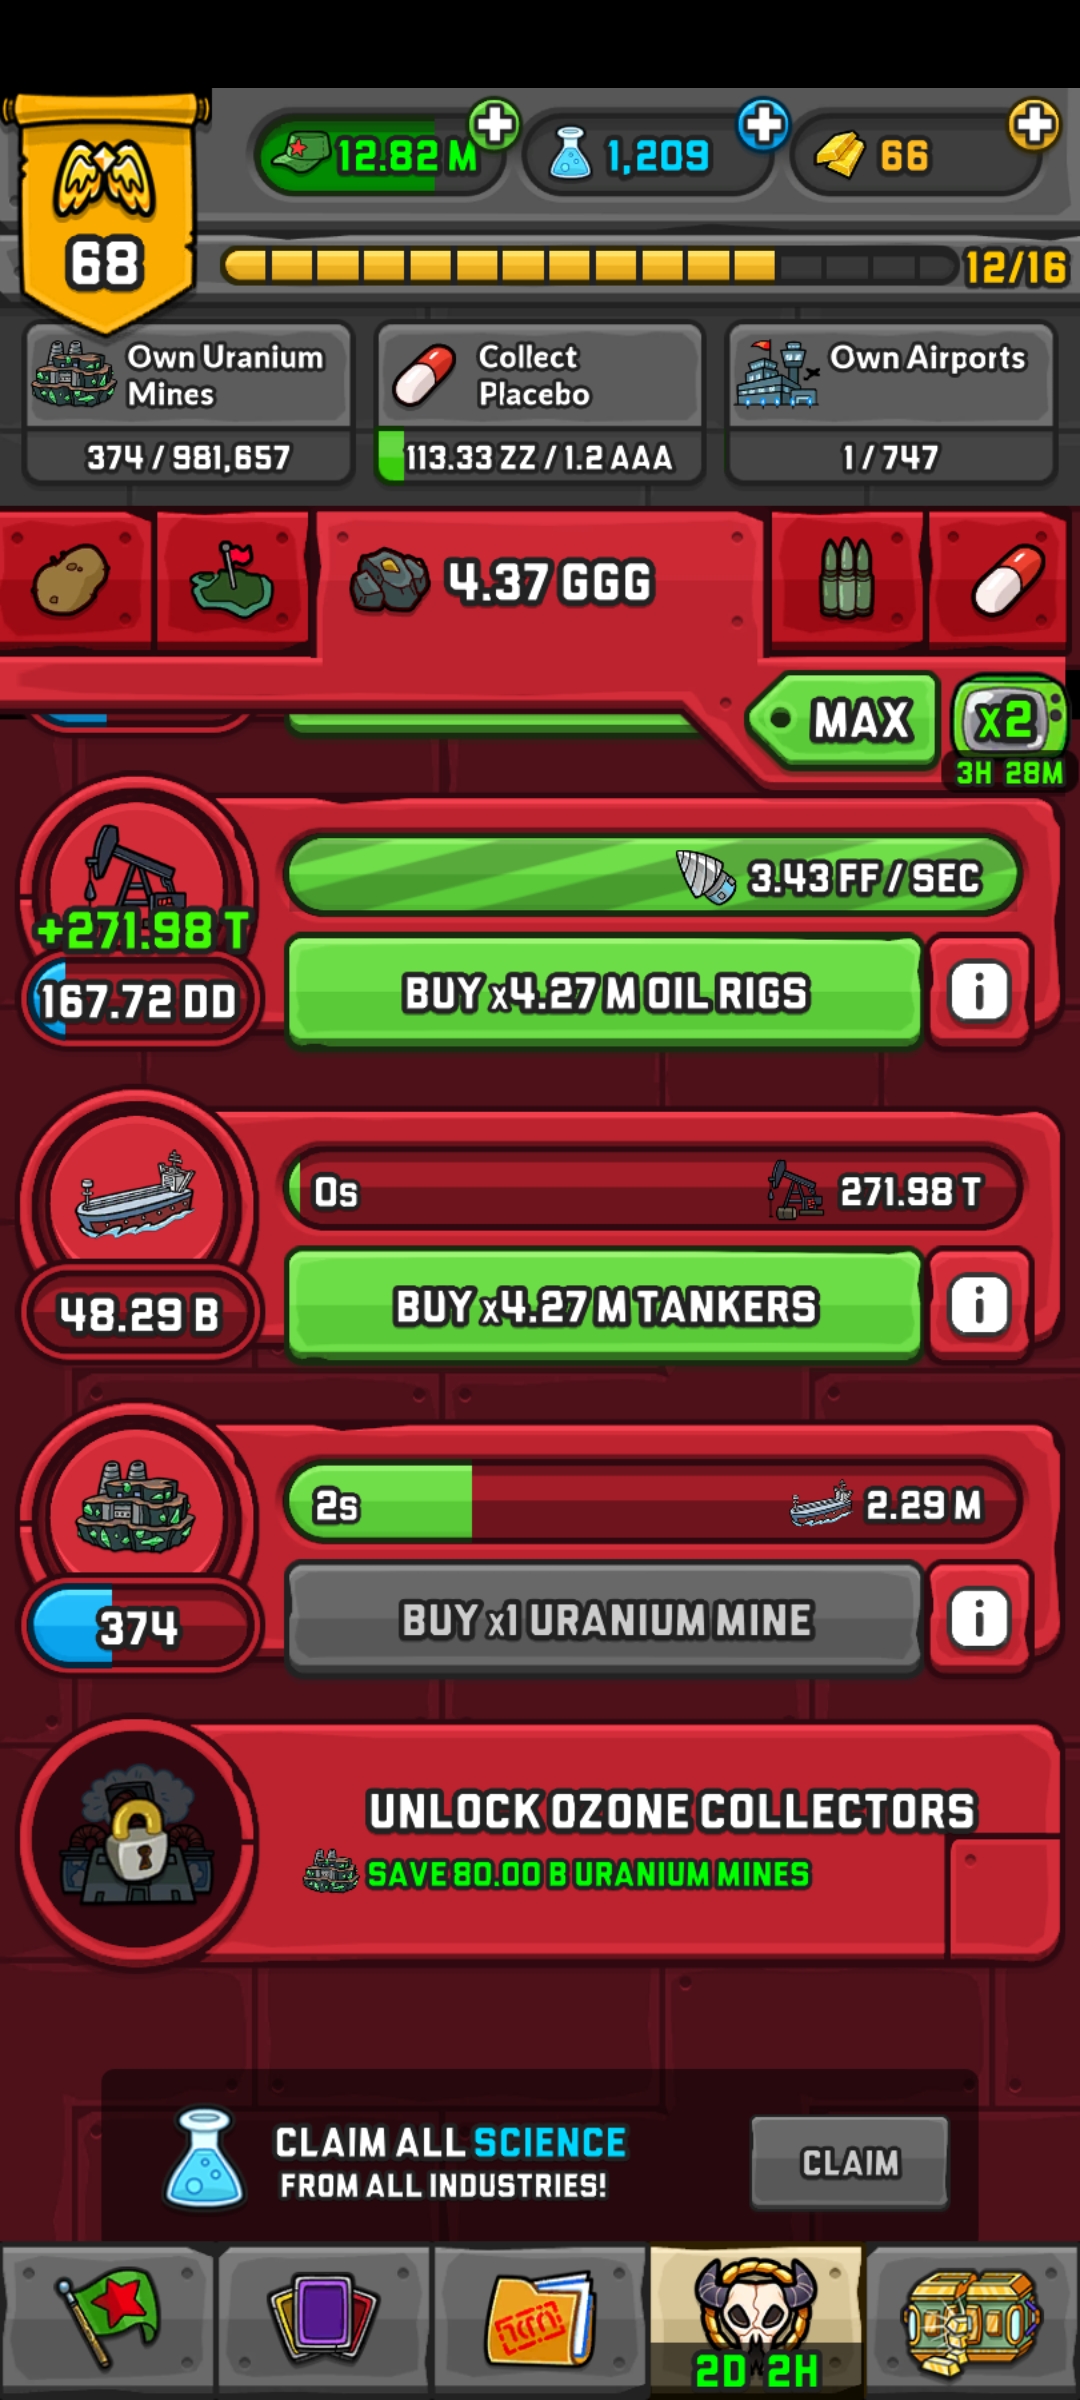 12.82 M
1,209
66
68
12/16
Own Uranium
Mines
374 / 981,657
Collect
Placebo
113.33 ZZ / 1.2 AAA
Own Airports
1 / 747
4.37 GGG
MAX
x2
3H 28M
3.43 FF / SEC
+271.98 T
167.72 DD
BUY x4.27 M OIL RIGS
i
0s
271.98 T
48.29 B
BUY x4.27 M TANKERS
i
2s
2.29 M
374
BUY x1 URANIUM MINE
i
UNLOCK OZONE COLLECTORS
SAVE 80.00 B URANIUM MINES
CLAIM ALL SCIENCE
FROM ALL INDUSTRIES!
CLAIM
2D 2H